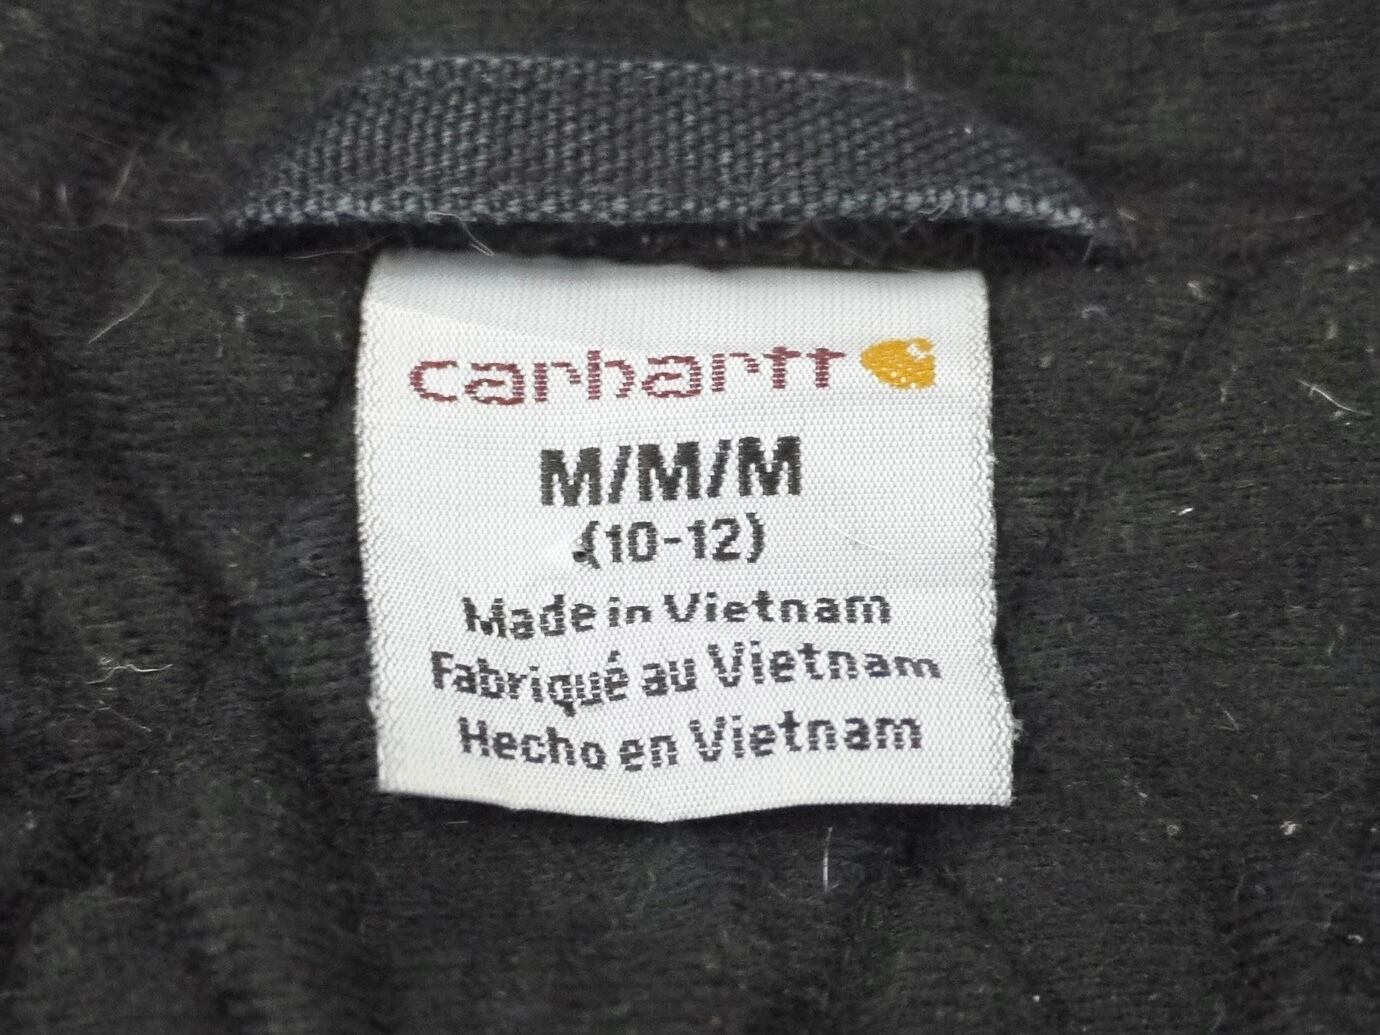 carhartt
M/M/M
(10-12)
Made in Vietnam
Fabriqué au Vietnam
Hecho en Vietnam